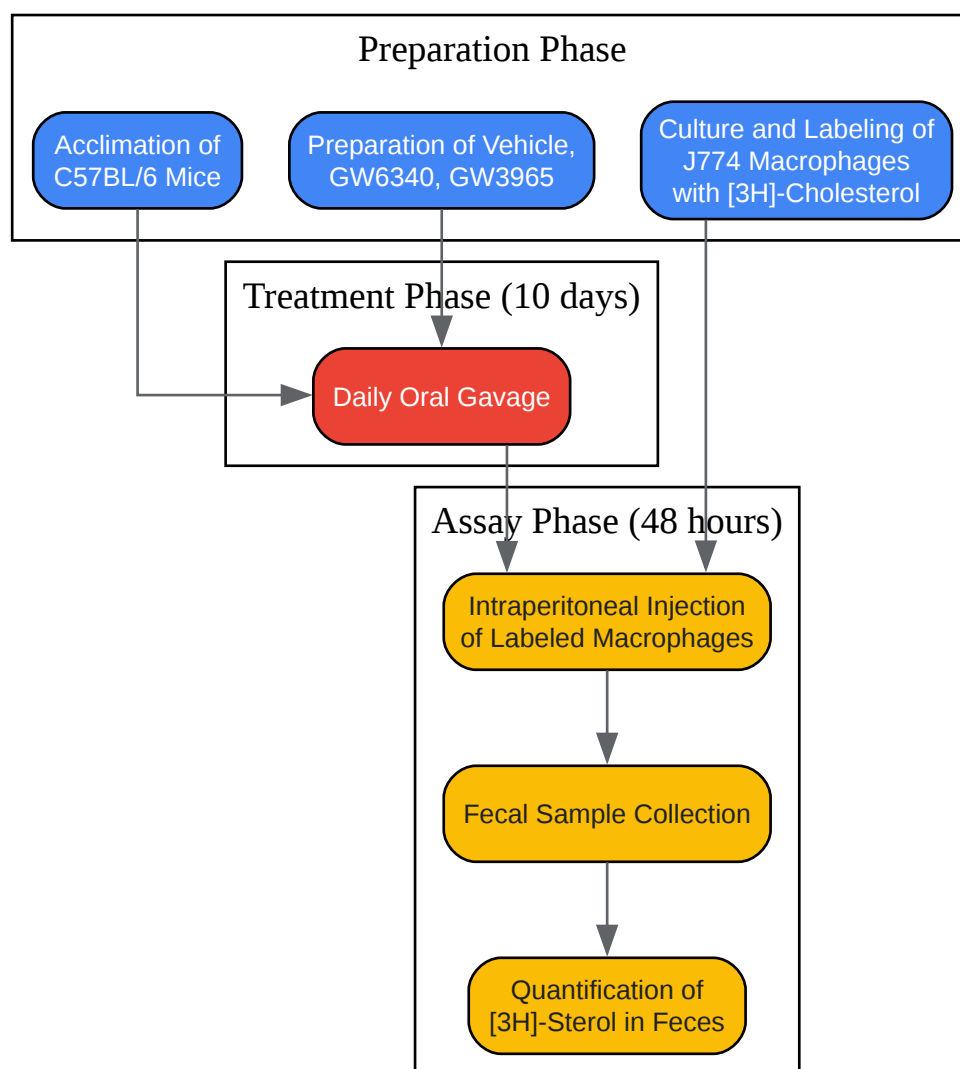 Preparation Phase
Acclimation of
C57BL/6 Mice
Preparation of Vehicle,
GW6340, GW3965
Culture and Labeling of
J774 Macrophages
with [3H]-Cholesterol
Treatment Phase (10 days)
Daily Oral Gavage
Assay Phase (48 hours)
Intraperitoneal Injection
of Labeled Macrophages
Fecal Sample Collection
Quantification of
[3H]-Sterol in Feces